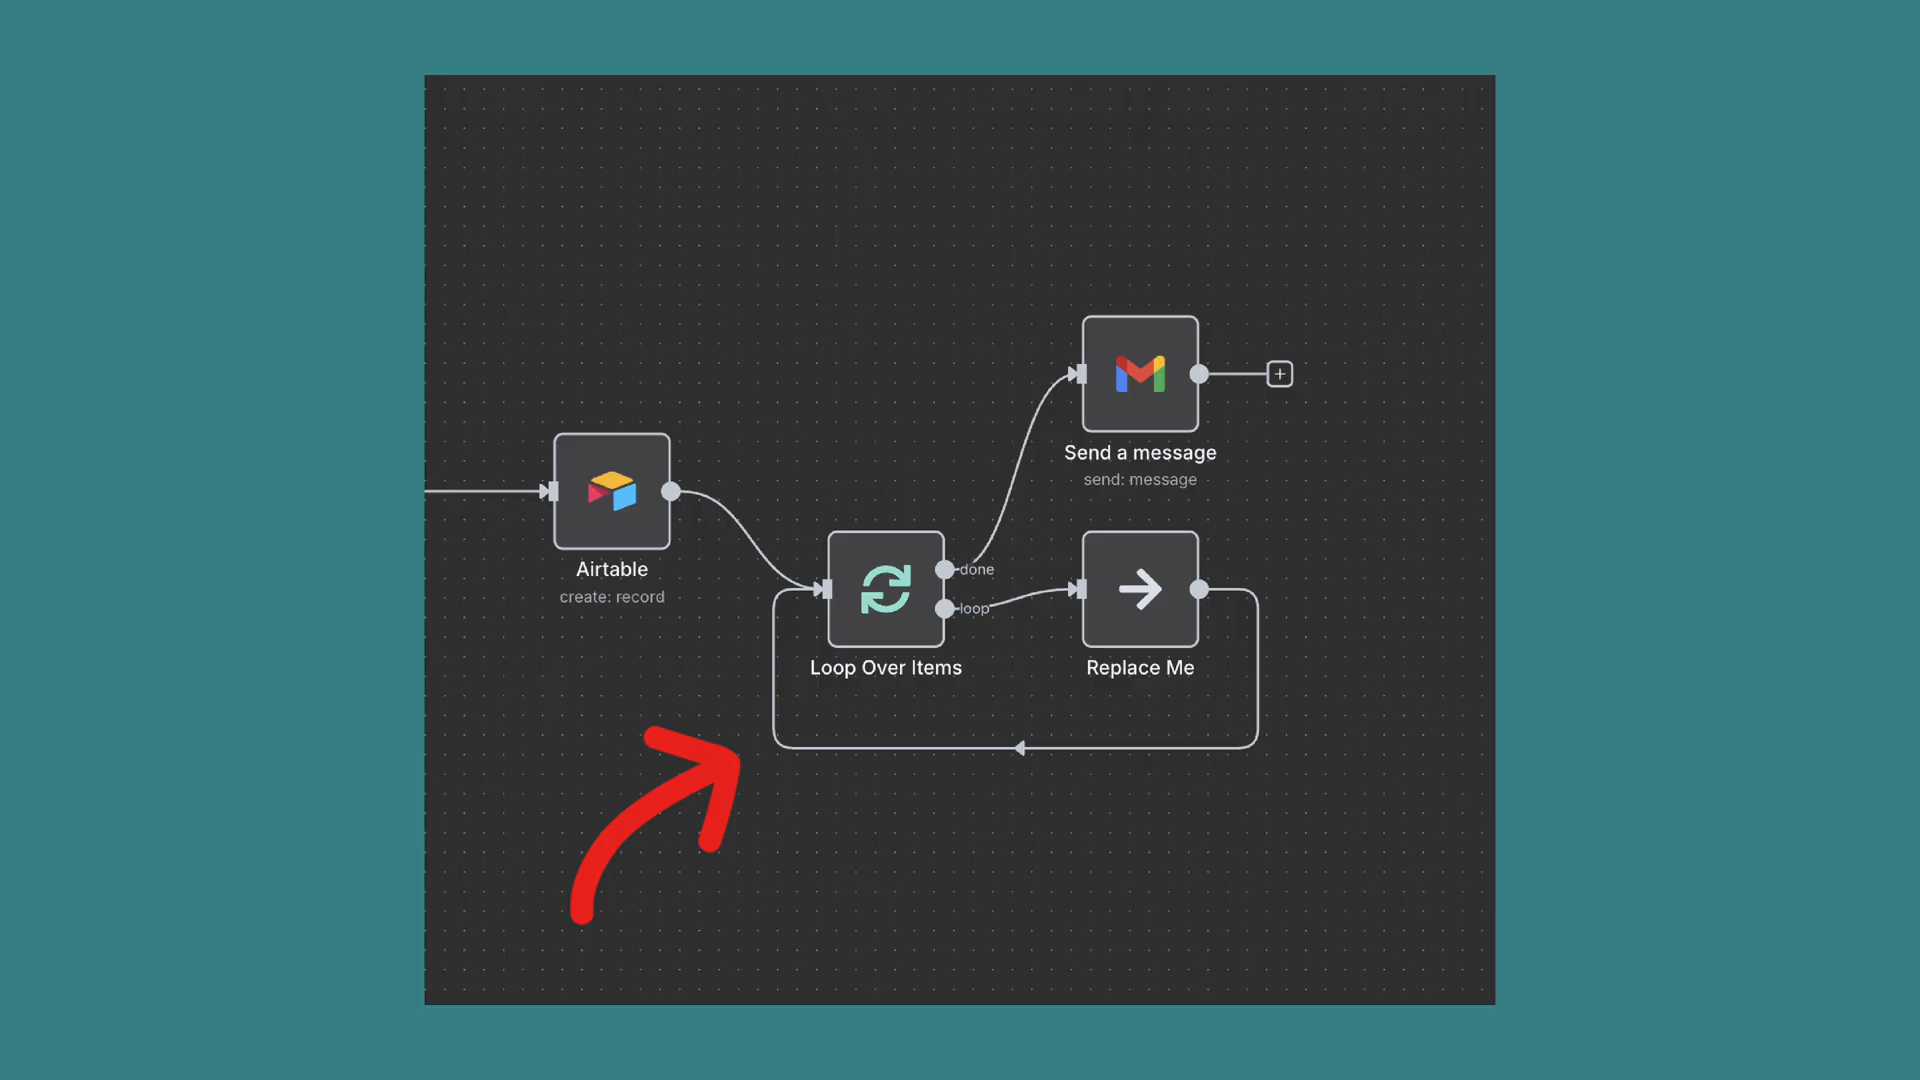 Send a message
send: message
Airtable
create: record
done
loop
Loop Over Items
Replace Me